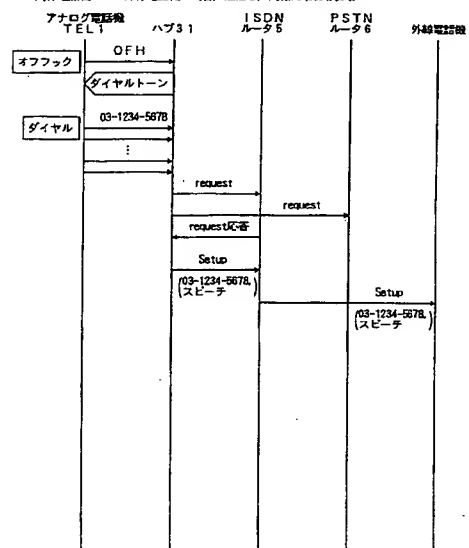 アナログ電話機
TEL1
ハブ31
ISDN
ルータ5
PSTN
ルータ6
外線電話機
オフフック
OFH
ダイヤルトーン
ダイヤル
03-1234-5678
⋮
request
request
request応答
Setup
(03-1234-5678,
スピーチ)
Setup
(03-1234-5678,
スピーチ)